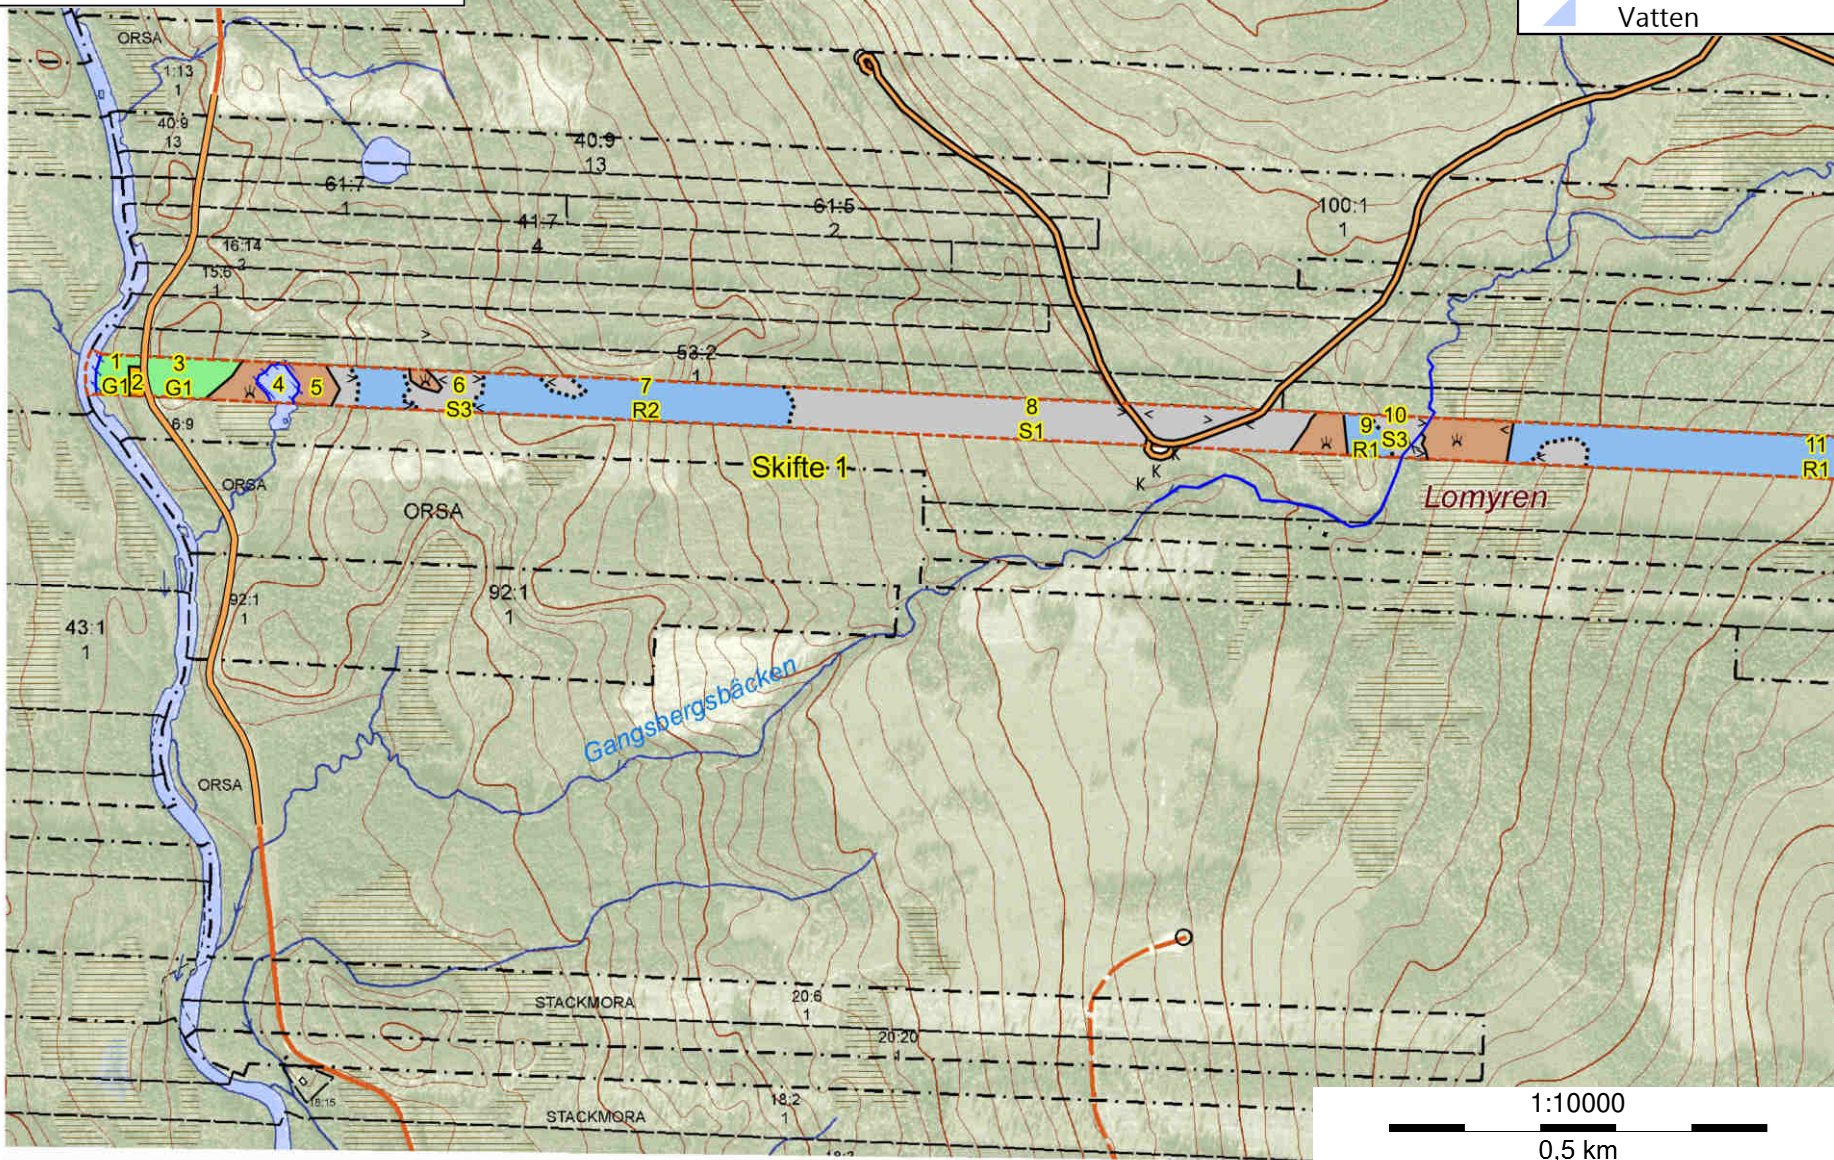 Vatten
ORSA
1:13
1
40:9
13
40:9
13
61:7
1
61:5
2
41:7
4
100:1
1
16:14
2
15:6
1
53:2
1
1
G1
2
3
G1
4
5
6
S3
7
R2
8
S1
9
R1
10
S3
11
R1
6:9
Skifte 1
K
K
K
Lomyren
ORSA
ORSA
92:1
1
92:1
1
43:1
1
Gangsbergsbäcken
ORSA
STACKMORA
20:6
1
20:20
1
18:15
18:2
1
STACKMORA
1:10000
0,5 km